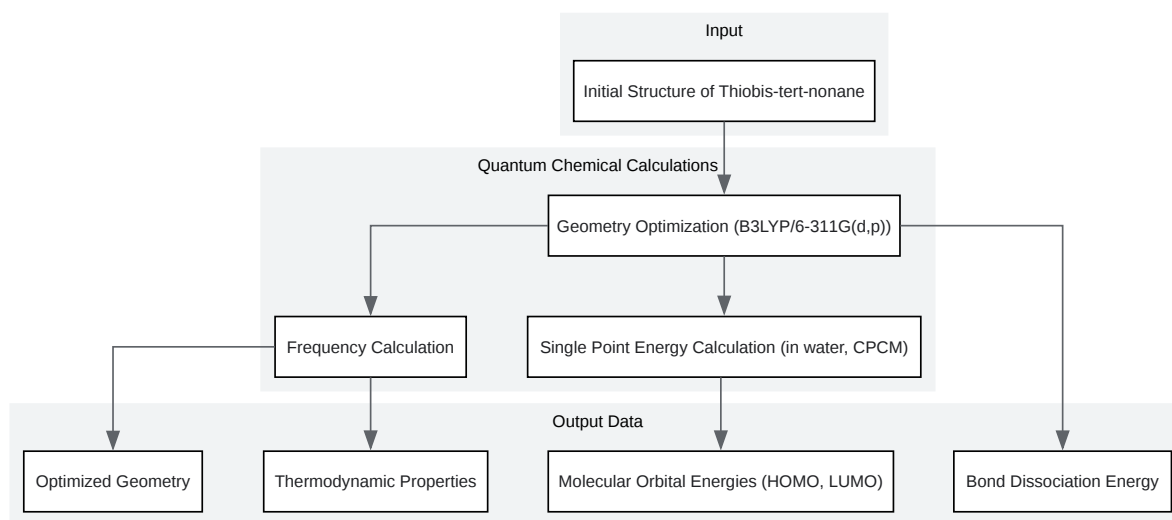 Input
Initial Structure of Thiobis-tert-nonane
Quantum Chemical Calculations
Geometry Optimization (B3LYP/6-311G(d,p))
Frequency Calculation
Single Point Energy Calculation (in water, CPCM)
Output Data
Optimized Geometry
Thermodynamic Properties
Molecular Orbital Energies (HOMO, LUMO)
Bond Dissociation Energy